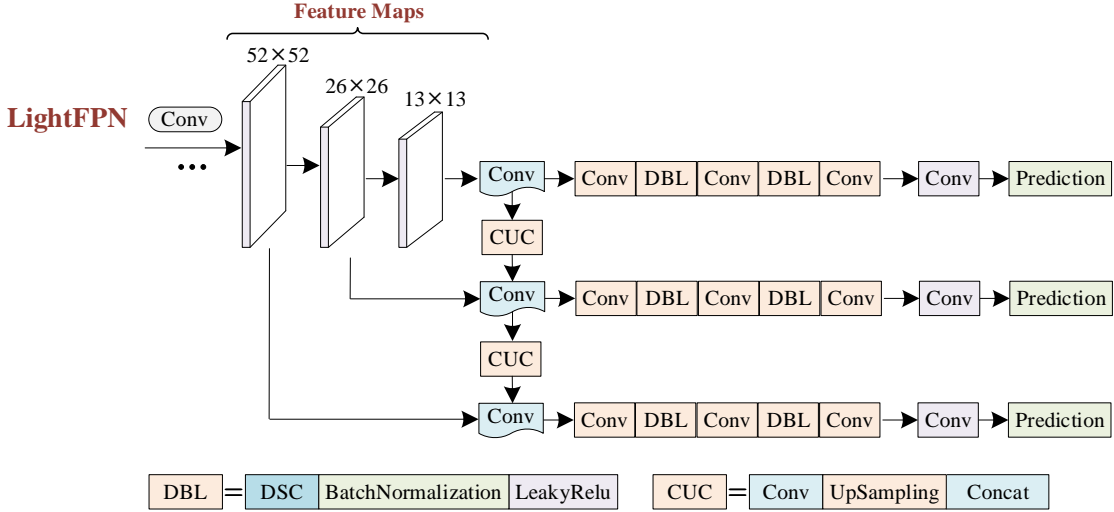 Feature Maps
52×52
26×26
13×13
LightFPN
Conv
...
Conv Conv DBL Conv DBL Conv Conv Prediction
CUC
Conv Conv DBL Conv DBL Conv Conv Prediction
CUC
Conv Conv DBL Conv DBL Conv Conv Prediction
DBL = DSC BatchNormalization LeakyRelu
CUC = Conv UpSampling Concat